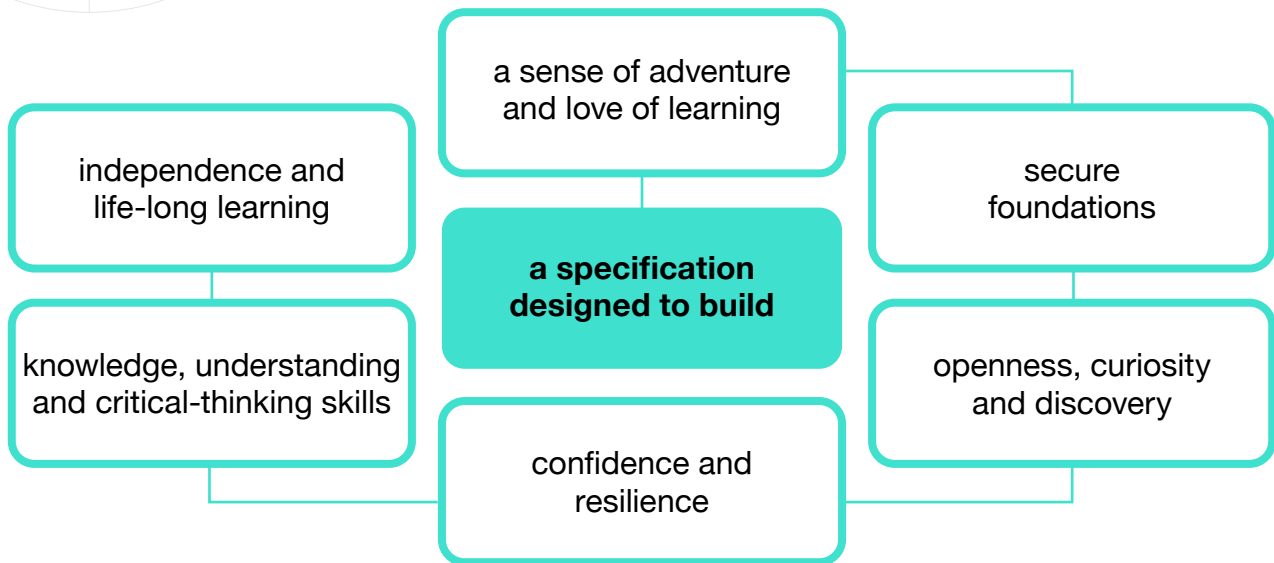 a specification
designed to build
a sense of adventure
and love of learning
secure
foundations
openness, curiosity
and discovery
confidence and
resilience
knowledge, understanding
and critical-thinking skills
independence and
life-long learning